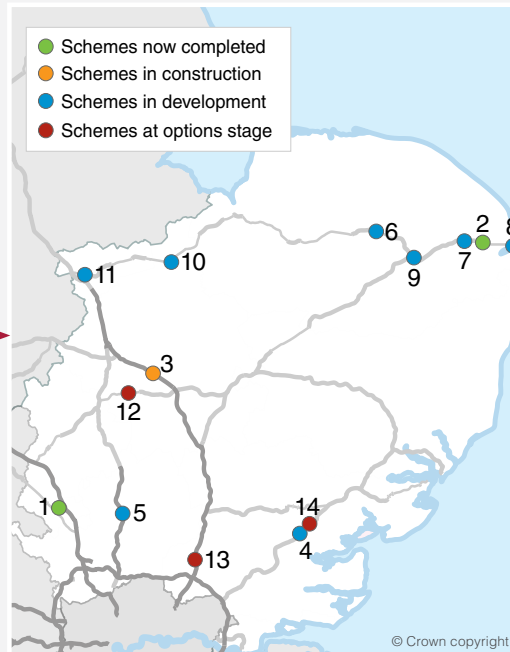 Schemes now completed
Schemes in construction
Schemes in development
Schemes at options stage
6
2
8
7
9
10
11
3
12
1
5
14
4
13
© Crown copyright